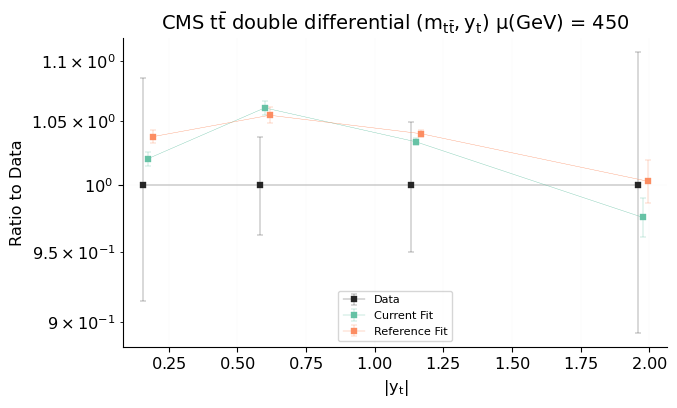 CMS tt̄ double differential (m_tt̄, y_t) μ(GeV) = 450
Ratio to Data
1.1 × 10⁰
1.05 × 10⁰
10⁰
9.5 × 10⁻¹
9 × 10⁻¹
Data
Current Fit
Reference Fit
0.25 0.50 0.75 1.00 1.25 1.50 1.75 2.00
|y_t|